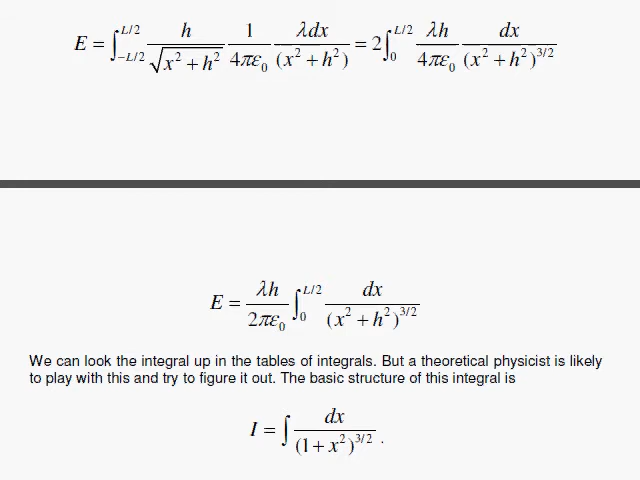 E = ∫_{-L/2}^{L/2} h/√(x² + h²) 1/(4πε₀) λdx/(x² + h²) = 2∫_0^{L/2} λh/(4πε₀) dx/(x² + h²)^{3/2}
E = λh/(2πε₀) ∫_0^{L/2} dx/(x² + h²)^{3/2}
We can look the integral up in the tables of integrals. But a theoretical physicist is likely
to play with this and try to figure it out. The basic structure of this integral is
I = ∫ dx/(1 + x²)^{3/2} .